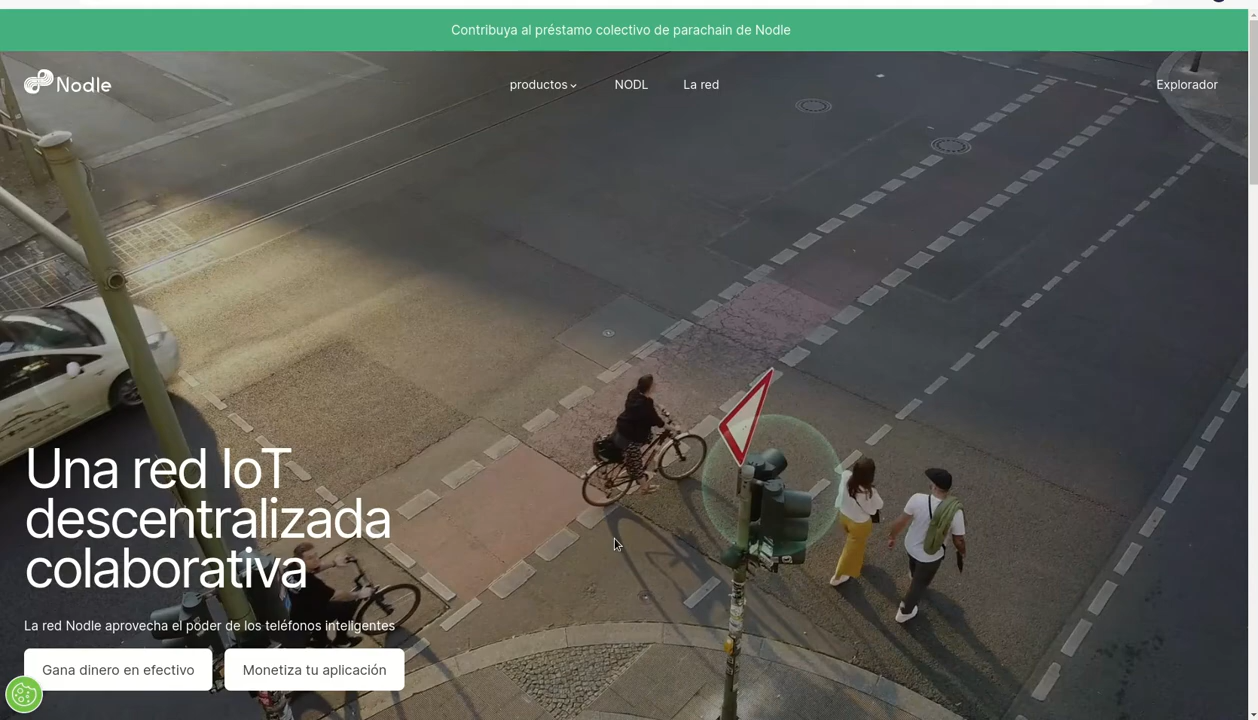 Contribuya al préstamo colectivo de parachain de Nodle
Nodle
productos
NODL
La red
Explorador
Una red IoT
descentralizada
colaborativa
La red Nodle aprovecha el poder de los teléfonos inteligentes
Gana dinero en efectivo
Monetiza tu aplicación